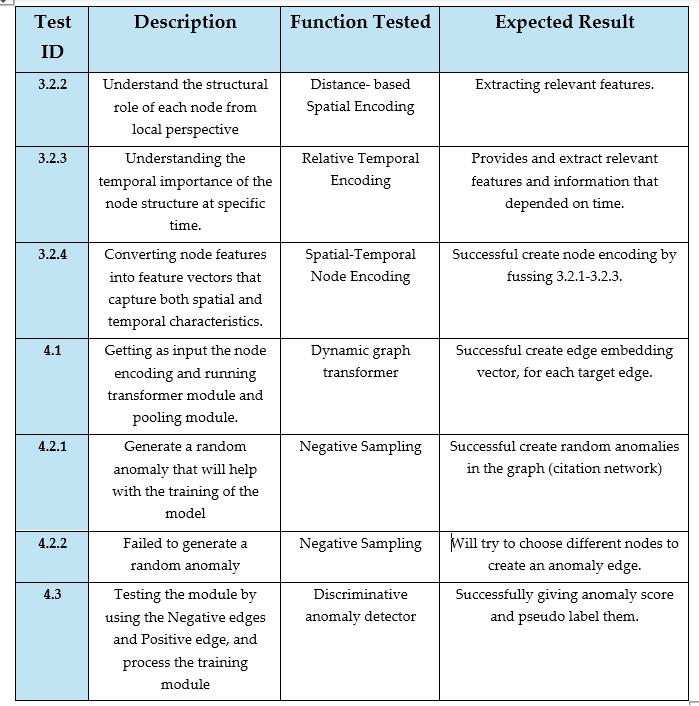 Test
ID
Description
Function Tested
Expected Result
3.2.2
Understand the structural
role of each node from
local perspective
Distance- based
Spatial Encoding
Extracting relevant features.
3.2.3
Understanding the
temporal importance of the
node structure at specific
time.
Relative Temporal
Encoding
Provides and extract relevant
features and information that
depended on time.
3.2.4
Converting node features
into feature vectors that
capture both spatial and
temporal characteristics.
Spatial-Temporal
Node Encoding
Successful create node encoding by
fussing 3.2.1-3.2.3.
4.1
Getting as input the node
encoding and running
transformer module and
pooling module.
Dynamic graph
transformer
Successful create edge embedding
vector, for each target edge.
4.2.1
Generate a random
anomaly that will help
with the training of the
model
Negative Sampling
Successful create random anomalies
in the graph (citation network)
4.2.2
Failed to generate a
random anomaly
Negative Sampling
Will try to choose different nodes to
create an anomaly edge.
4.3
Testing the module by
using the Negative edges
and Positive edge, and
process the training
module
Discriminative
anomaly detector
Successfully giving anomaly score
and pseudo label them.